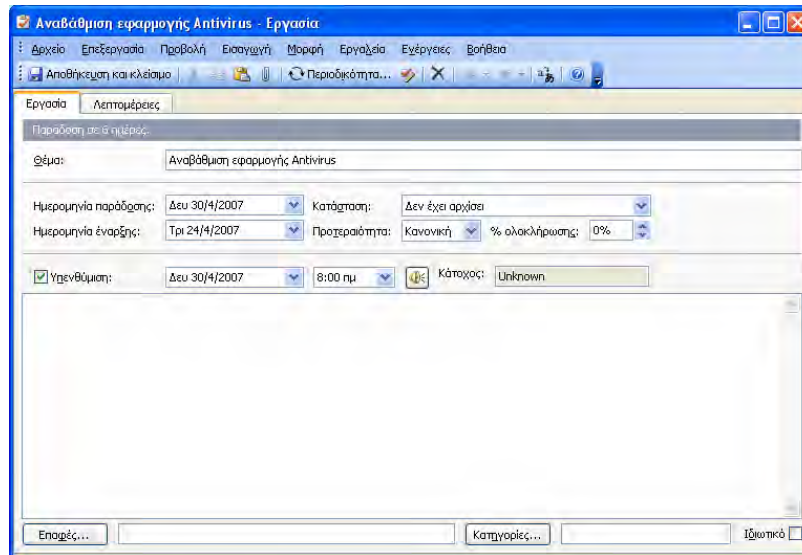 Αναβάθμιση εφαρμογής Antivirus - Εργασία
Αρχείο Επεξεργασία Προβολή Εισαγωγή Μορφή Εργαλεία Ενέργειες Βοήθεια
Αποθήκευση και κλείσιμο Περιοδικότητα...
Εργασία Λεπτομέρειες
Παράδοση σε 6 ημέρες.
Θέμα: Αναβάθμιση εφαρμογής Antivirus
Ημερομηνία παράδοσης: Δευ 30/4/2007 Κατάσταση: Δεν έχει αρχίσει
Ημερομηνία έναρξης: Τρι 24/4/2007 Προτεραιότητα: Κανονική % ολοκλήρωσης: 0%
Υπενθύμιση: Δευ 30/4/2007 8:00 πμ Κάτοχος: Unknown
Επαφές... Κατηγορίες... Ιδιωτικό